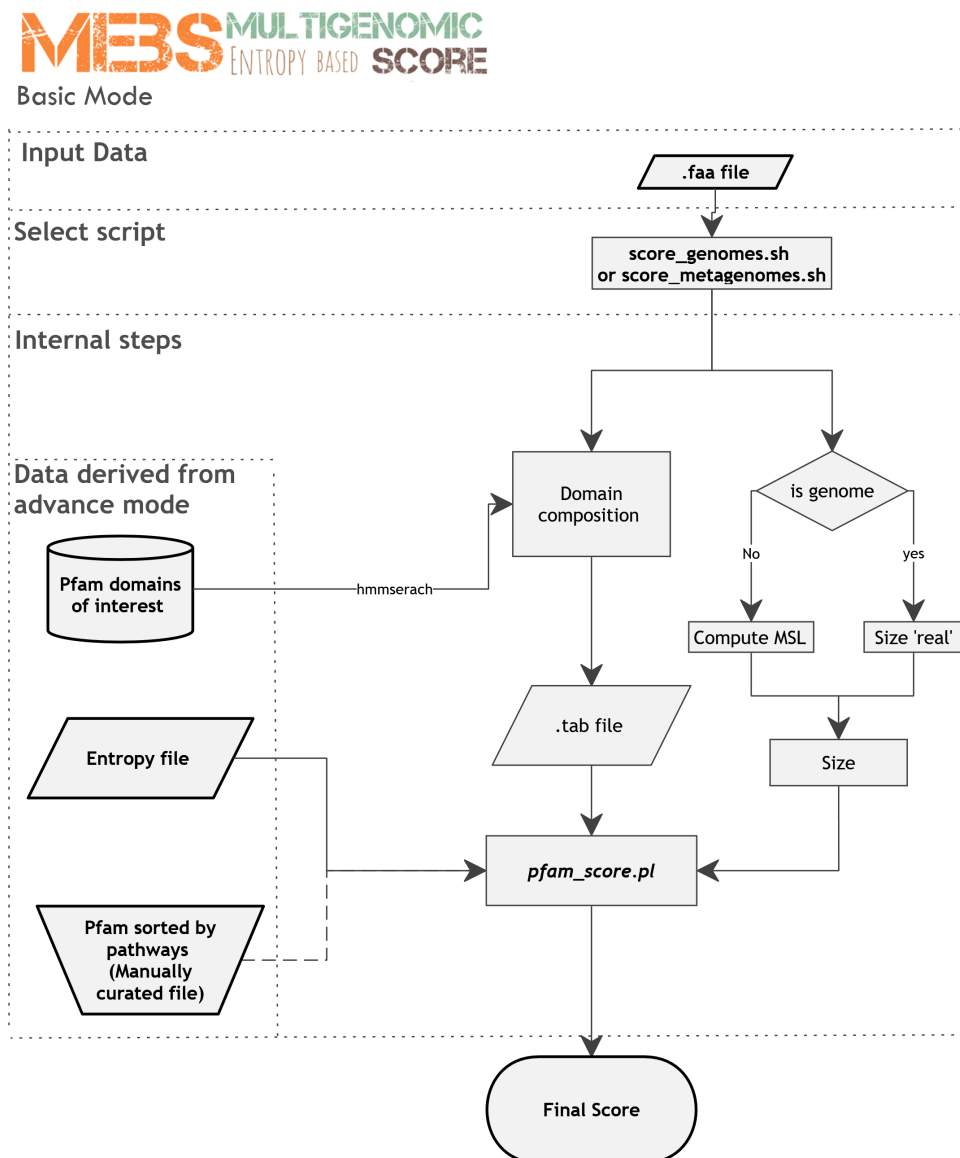 MEBS MULTIGENOMIC
ENTROPY BASED SCORE
Basic Mode
Input Data
.faa file
Select script
score_genomes.sh
or score_metagenomes.sh
Internal steps
Data derived from
advance mode
Domain
composition
is genome
No
yes
Pfam domains
of interest
hmmserach
Compute MSL
Size 'real'
.tab file
Entropy file
Size
pfam_score.pl
Pfam sorted by
pathways
(Manually
curated file)
Final Score